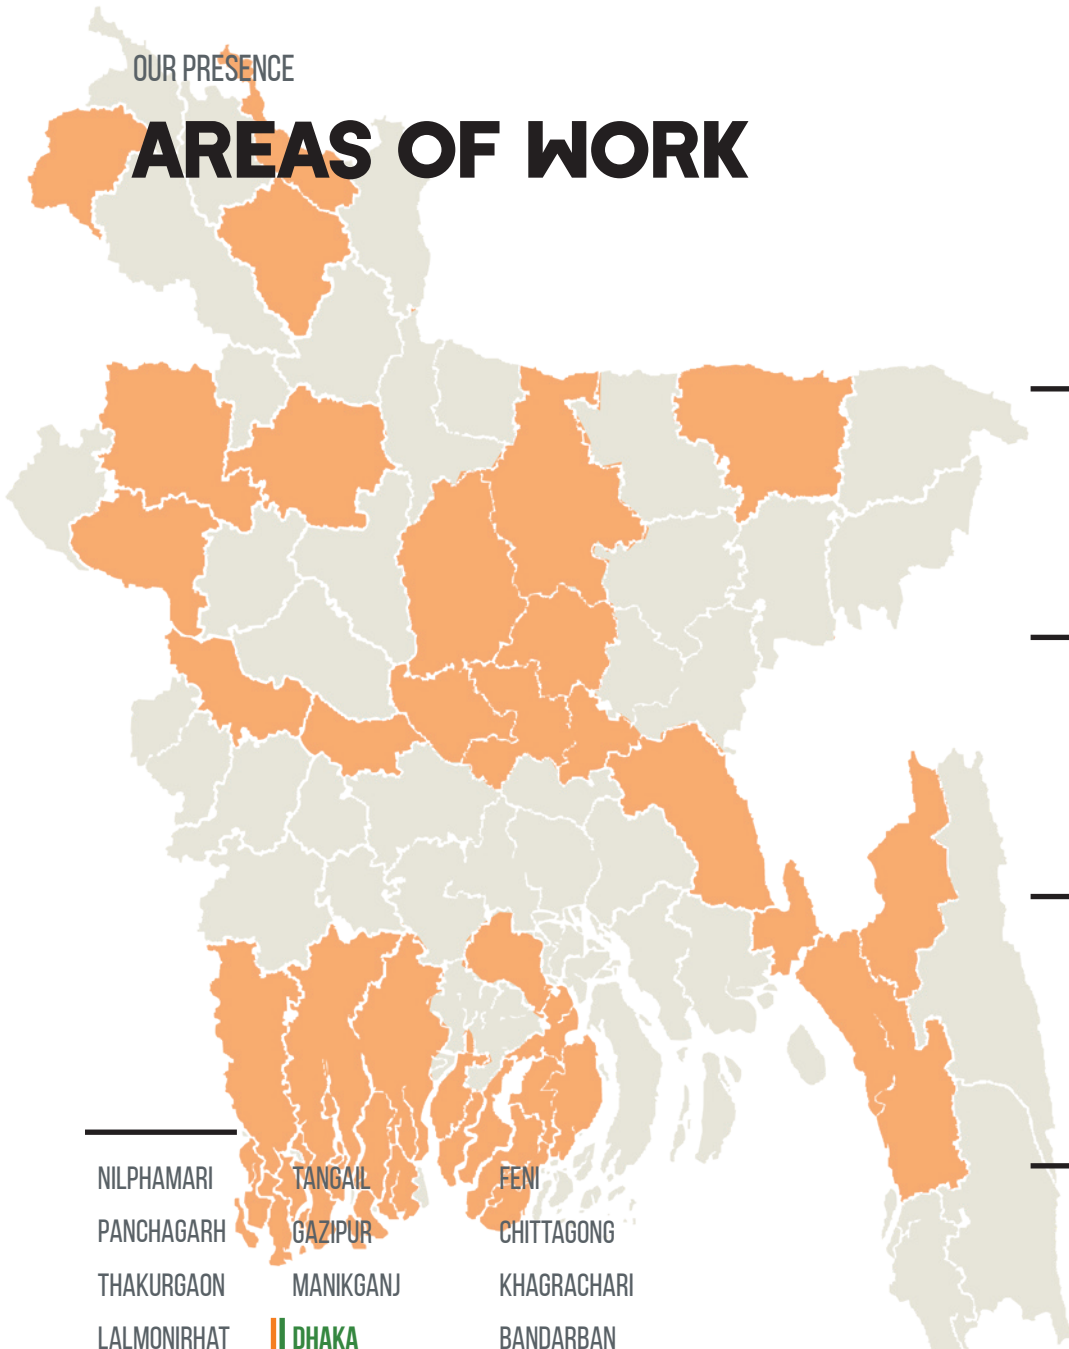 OUR PRESENCE
AREAS OF WORK
NILPHAMARI
PANCHAGARH
THAKURGAON
LALMONIRHAT
TANGAIL
GAZIPUR
MANIKGANJ
DHAKA
FENI
CHITTAGONG
KHAGRACHARI
BANDARBAN